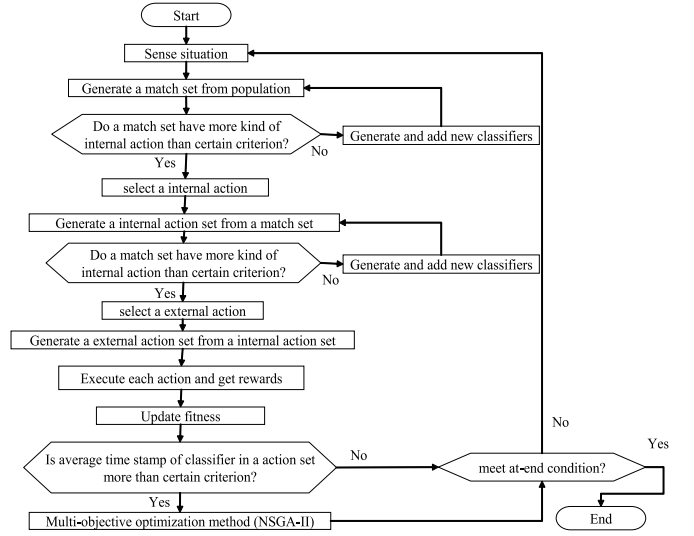 Start
Sense situation
Generate a match set from population
Do a match set have more kind of
internal action than certain criterion?
No
Generate and add new classifiers
Yes
select a internal action
Generate a internal action set from a match set
Do a match set have more kind of
internal action than certain criterion?
No
Generate and add new classifiers
Yes
select a external action
Generate a external action set from a internal action set
Execute each action and get rewards
Update fitness
Is average time stamp of classifier in a action set
more than certain criterion?
No
Yes
Multi-objective optimization method (NSGA-II)
meet at-end condition?
No
Yes
End